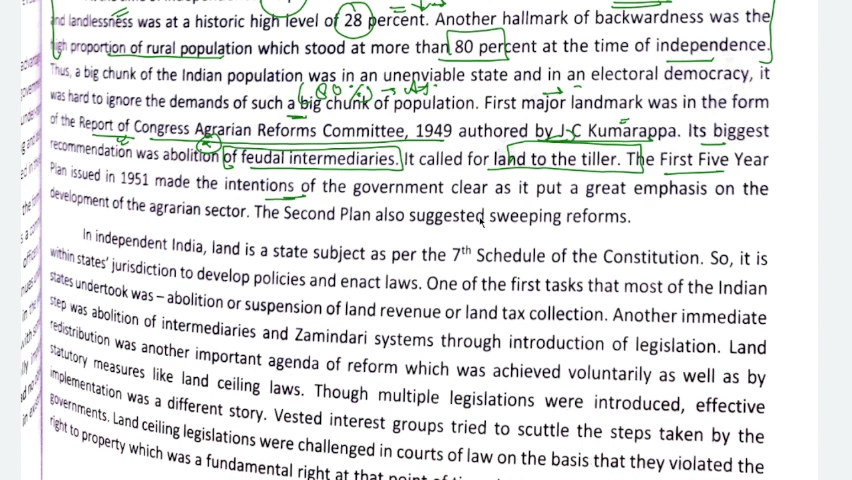 and landlessness was at a historic high level of 28 percent. Another hallmark of backwardness was the
high proportion of rural population which stood at more than 80 percent at the time of independence.
Thus, a big chunk of the Indian population was in an unenviable state and in an electoral democracy, it
was hard to ignore the demands of such a big chunk of population. First major landmark was in the form
of the Report of Congress Agrarian Reforms Committee, 1949 authored by J C Kumarappa. Its biggest
recommendation was abolition of feudal intermediaries. It called for land to the tiller. The First Five Year
Plan issued in 1951 made the intentions of the government clear as it put a great emphasis on the
development of the agrarian sector. The Second Plan also suggested sweeping reforms.
In independent India, land is a state subject as per the 7th Schedule of the Constitution. So, it is
within states' jurisdiction to develop policies and enact laws. One of the first tasks that most of the Indian
states undertook was – abolition or suspension of land revenue or land tax collection. Another immediate
step was abolition of intermediaries and Zamindari systems through introduction of legislation. Land
redistribution was another important agenda of reform which was achieved voluntarily as well as by
statutory measures like land ceiling laws. Though multiple legislations were introduced, effective
implementation was a different story. Vested interest groups tried to scuttle the steps taken by the
governments. Land ceiling legislations were challenged in courts of law on the basis that they violated the
right to property which was a fundamental right at that point of